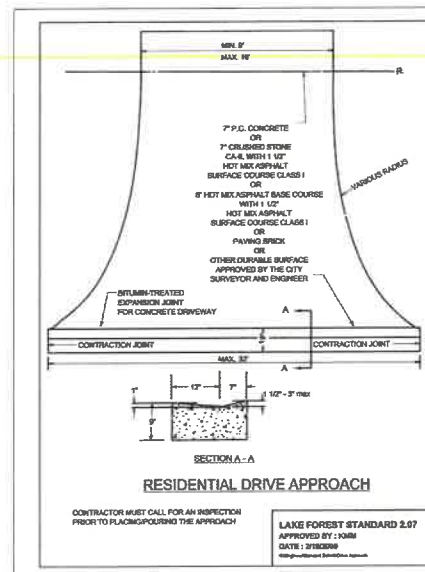 MIN. 9'
MAX. 16'
7" P.C. CONCRETE
OR
7" CRUSHED STONE
CA-6, WITH 1 1/2"
HOT MIX ASPHALT
SURFACE COURSE CLASS I
OR
6" HOT MIX ASPHALT BASE COURSE
WITH 1 1/2"
HOT MIX ASPHALT
SURFACE COURSE CLASS I
OR
PAVING BRICK
OR
OTHER DURABLE SURFACE
APPROVED BY THE CITY
SURVEYOR AND ENGINEER
VARIOUS RADIUS
BITUMIN-TREATED
EXPANSION JOINT
FOR CONCRETE DRIVEWAY
A
CONTRACTION JOINT
CONTRACTION JOINT
MAX. 32'
A
12"
7"
1"
1 1/2" - 3" max
9"
SECTION A - A
RESIDENTIAL DRIVE APPROACH
CONTRACTOR MUST CALL FOR AN INSPECTION
PRIOR TO PLACING/POURING THE APPROACH
LAKE FOREST STANDARD 2.07
APPROVED BY : KMM
DATE :